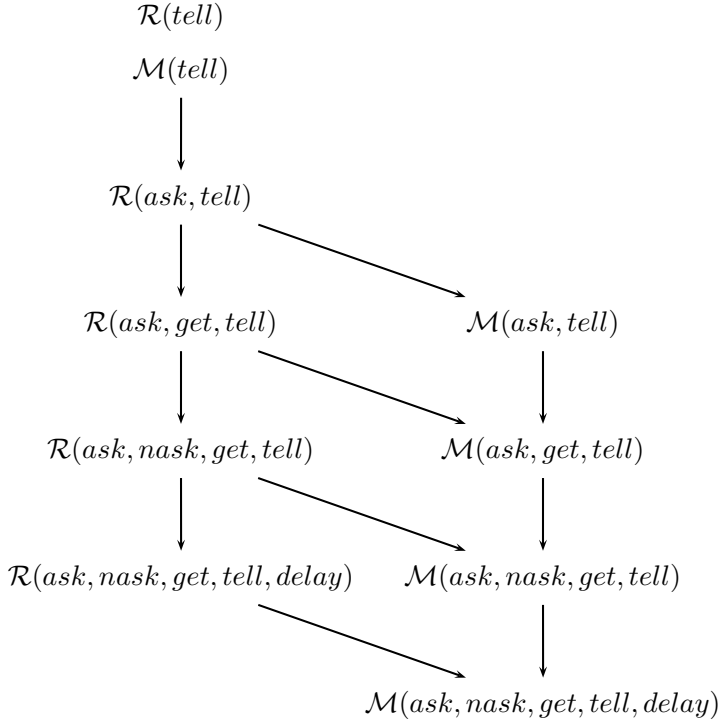 ℛ(tell)
ℳ(tell)
ℛ(ask, tell)
ℛ(ask, get, tell) ℳ(ask, tell)
ℛ(ask, nask, get, tell) ℳ(ask, get, tell)
ℛ(ask, nask, get, tell, delay) ℳ(ask, nask, get, tell)
ℳ(ask, nask, get, tell, delay)